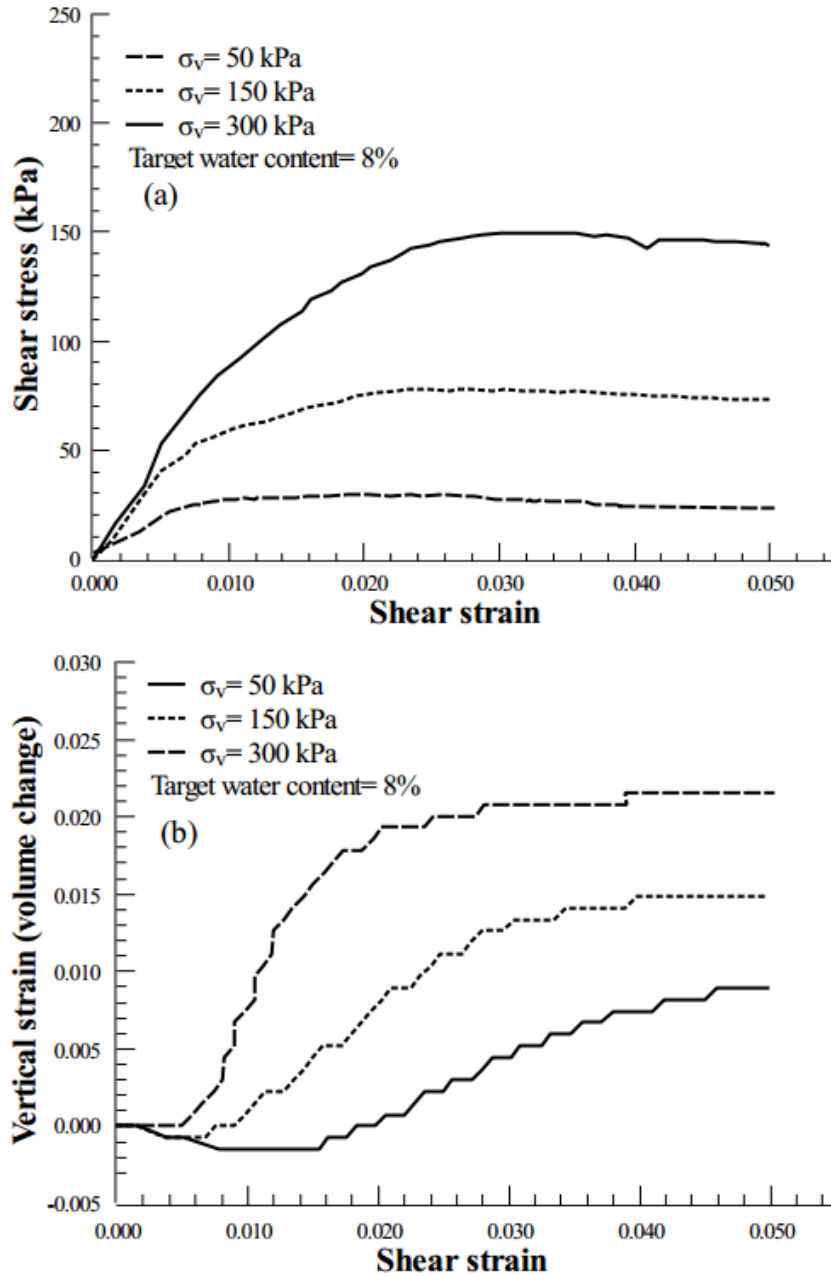 250
200
150
100
50
0
Shear stress (kPa)
σv= 50 kPa
σv= 150 kPa
σv= 300 kPa
Target water content= 8%
(a)
0.000 0.010 0.020 0.030 0.040 0.050
Shear strain
0.030
0.025
0.020
0.015
0.010
0.005
0.000
-0.005
Vertical strain (volume change)
σv= 50 kPa
σv= 150 kPa
σv= 300 kPa
Target water content= 8%
(b)
0.000 0.010 0.020 0.030 0.040 0.050
Shear strain